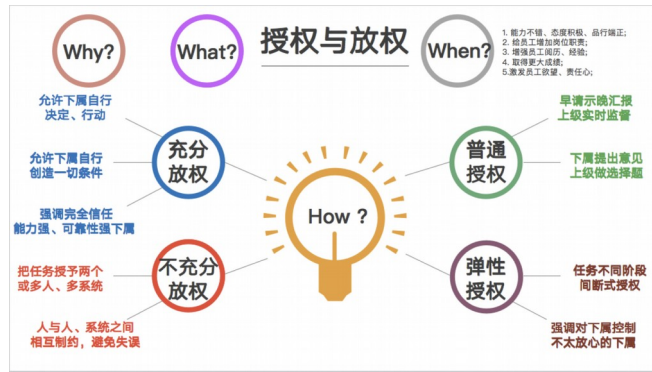 Why?
What?
授权与放权
When?
1. 能力不错、态度积极、品行端正;
2. 给员工增加岗位职责;
3. 增强员工阅历、经验;
4. 取得更大成绩;
5.激发员工欲望、责任心;
允许下属自行
决定、行动
允许下属自行
创造一切条件
强调完全信任
能力强、可靠性强下属
充分
放权
早请示晚汇报
上级实时监督
下属提出意见
上级做选择题
普通
授权
How ?
把任务授予两个
或多人、多系统
人与人、系统之间
相互制约，避免失误
不充分
放权
弹性
授权
任务不同阶段
间断式授权
强调对下属控制
不太放心的下属